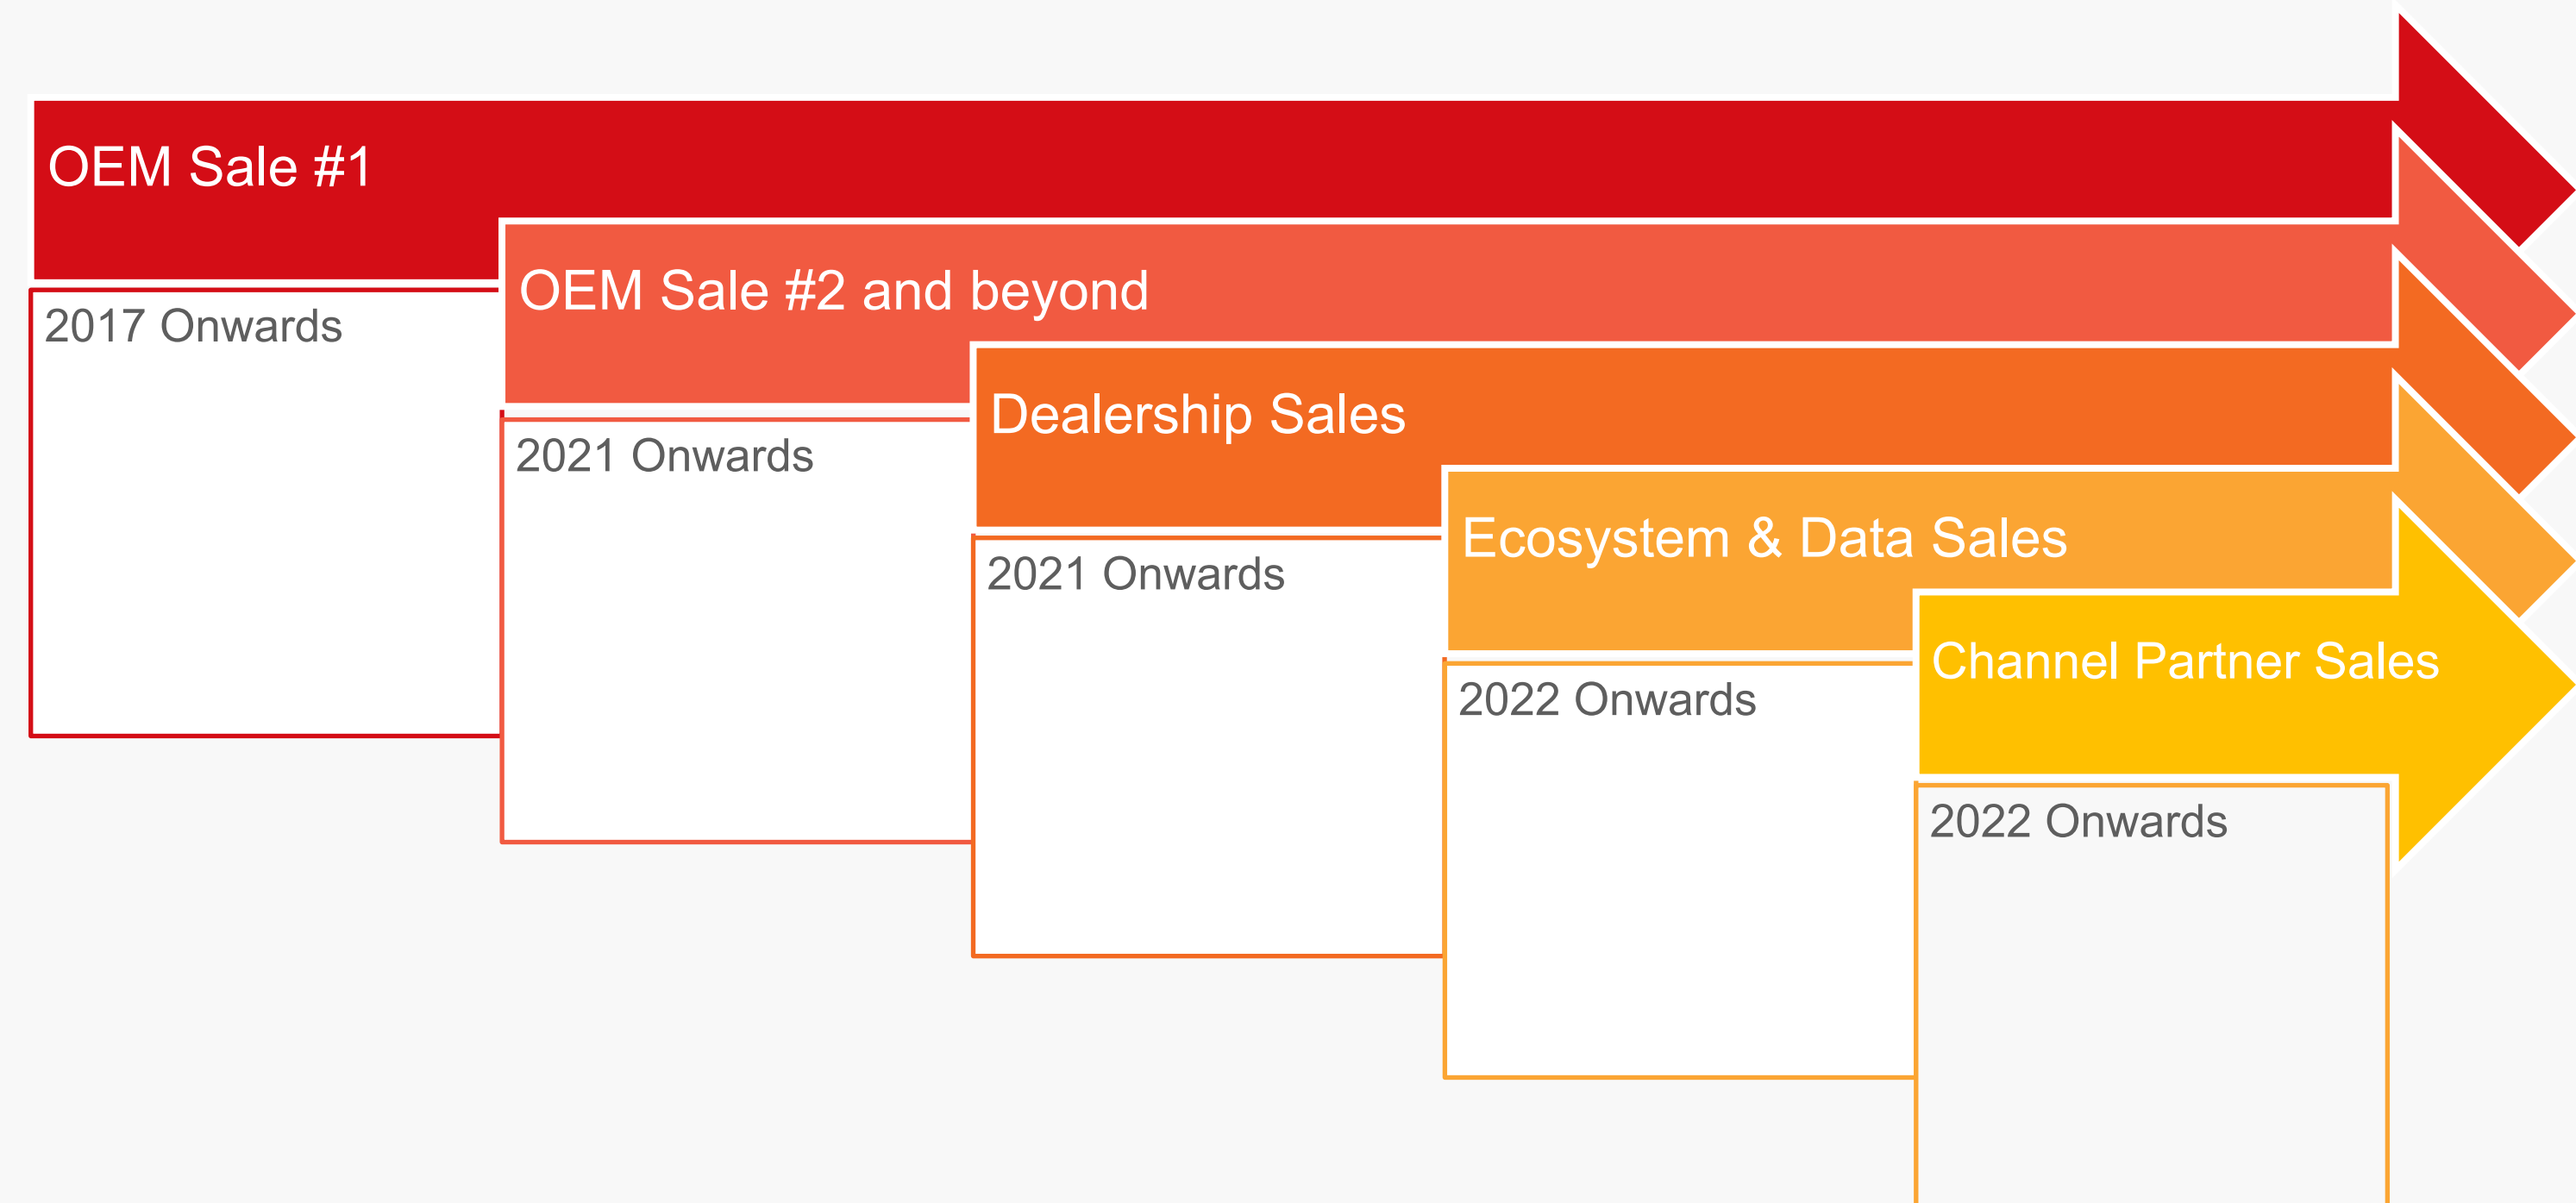 OEM Sale #1
2017 Onwards
OEM Sale #2 and beyond
2021 Onwards
Dealership Sales
2021 Onwards
Ecosystem & Data Sales
2022 Onwards
Channel Partner Sales
2022 Onwards